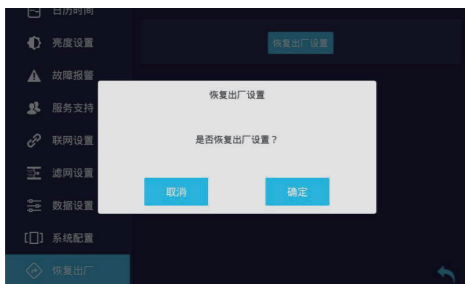 日历时间
亮度设置
恢复出厂设置
故障报警
恢复出厂设置
服务支持
联网设置
是否恢复出厂设置？
滤网设置
取消
确定
数据设置
系统配置
恢复出厂